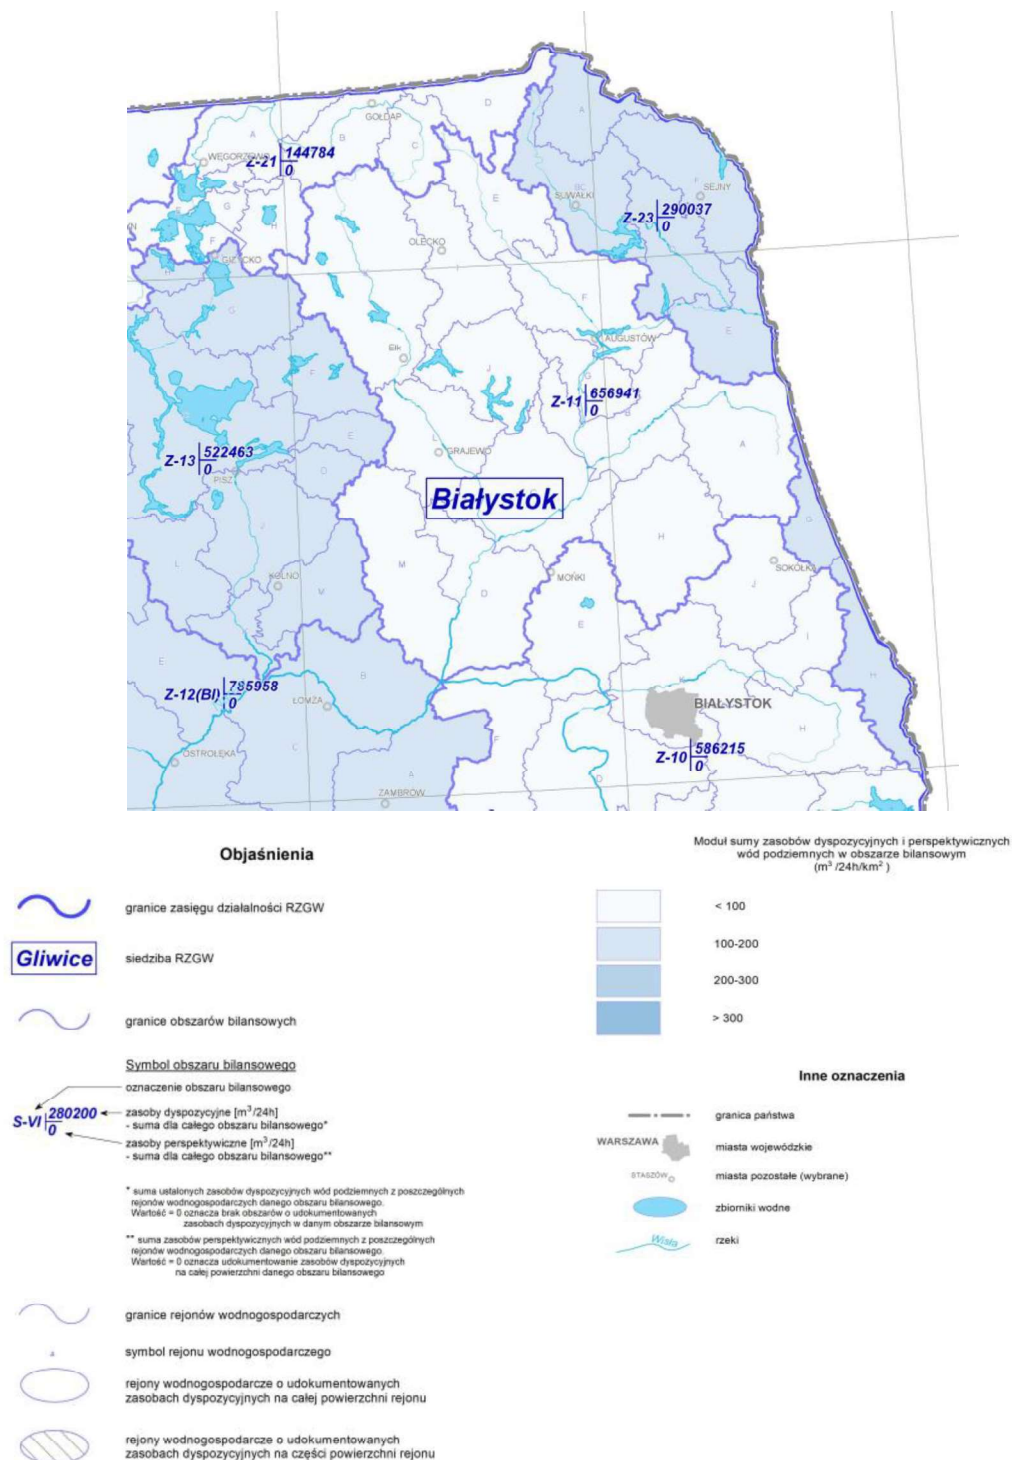 D
GOŁDAP
A
B
A
C
WĘGORZEWO
Z-21 144784
0
E
BC
F
SEJNY
SUWAŁKI
Z-23 290037
0
G
H
F
OLECKO
GIŻYCKO
H
G
F
AUGUSTÓW
E
Ełk
F
J
G
Z-11 656941
0
E
L
A
Z-13 522463
0
GRAJEWO
D
PISZ
Białystok
J
G
H
SOKÓŁKA
L
M
MOŃKI
KOLNO
J
M
D
E
I
E
B
H
Z-12(BI) 785958
0
K
ŁOMŻA
BIAŁYSTOK
H
OSTROŁĘKA
C
F
Z-10 586215
0
A
D
ZAMBRÓW
Objaśnienia
granice zasięgu działalności RZGW
Gliwice
siedziba RZGW
granice obszarów bilansowych
Symbol obszaru bilansowego
oznaczenie obszaru bilansowego
S-VI 280200
0
zasoby dyspozycyjne [m³/24h]
- suma dla całego obszaru bilansowego*
zasoby perspektywiczne [m³/24h]
- suma dla całego obszaru bilansowego**
* suma ustalonych zasobów dyspozycyjnych wód podziemnych z poszczególnych
rejonów wodnogospodarczych danego obszaru bilansowego.
Wartość = 0 oznacza brak obszarów o udokumentowanych
zasobach dyspozycyjnych w danym obszarze bilansowym
** suma zasobów perspektywicznych wód podziemnych z poszczególnych
rejonów wodnogospodarczych danego obszaru bilansowego.
Wartość = 0 oznacza udokumentowanie zasobów dyspozycyjnych
na całej powierzchni danego obszaru bilansowego
granice rejonów wodnogospodarczych
symbol rejonu wodnogospodarczego
rejony wodnogospodarcze o udokumentowanych
zasobach dyspozycyjnych na całej powierzchni rejonu
rejony wodnogospodarcze o udokumentowanych
zasobach dyspozycyjnych na części powierzchni rejonu
Moduł sumy zasobów dyspozycyjnych i perspektywicznych
wód podziemnych w obszarze bilansowym
(m³ /24h/km² )
< 100
100-200
200-300
> 300
Inne oznaczenia
granica państwa
WARSZAWA
miasta wojewódzkie
STASZÓW
miasta pozostałe (wybrane)
zbiorniki wodne
Wisła
rzeki